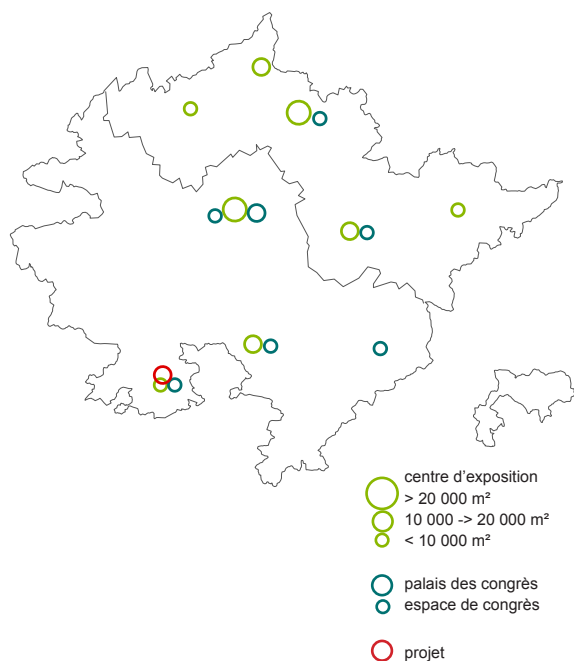 centre d'exposition
> 20 000 m²
10 000 -> 20 000 m²
< 10 000 m²
palais des congrès
espace de congrès
projet